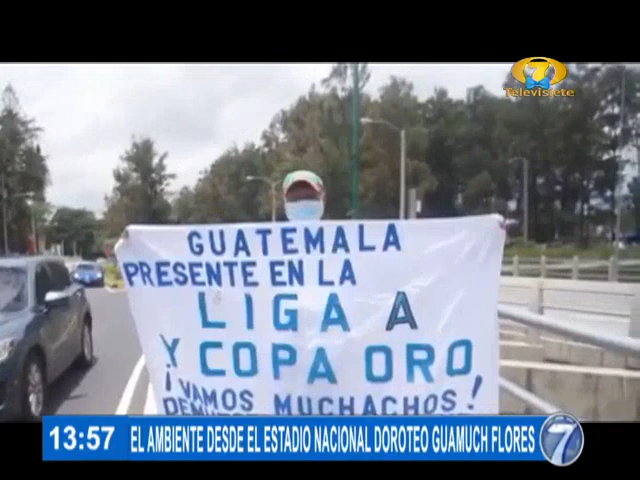 7
Televisiete
GUATEMALA
PRESENTE EN LA
LIGA A
Y COPA ORO
¡VAMOS MUCHACHOS!
13:57 EL AMBIENTE DESDE EL ESTADIO NACIONAL DOROTEO GUAMUCH FLORES 7